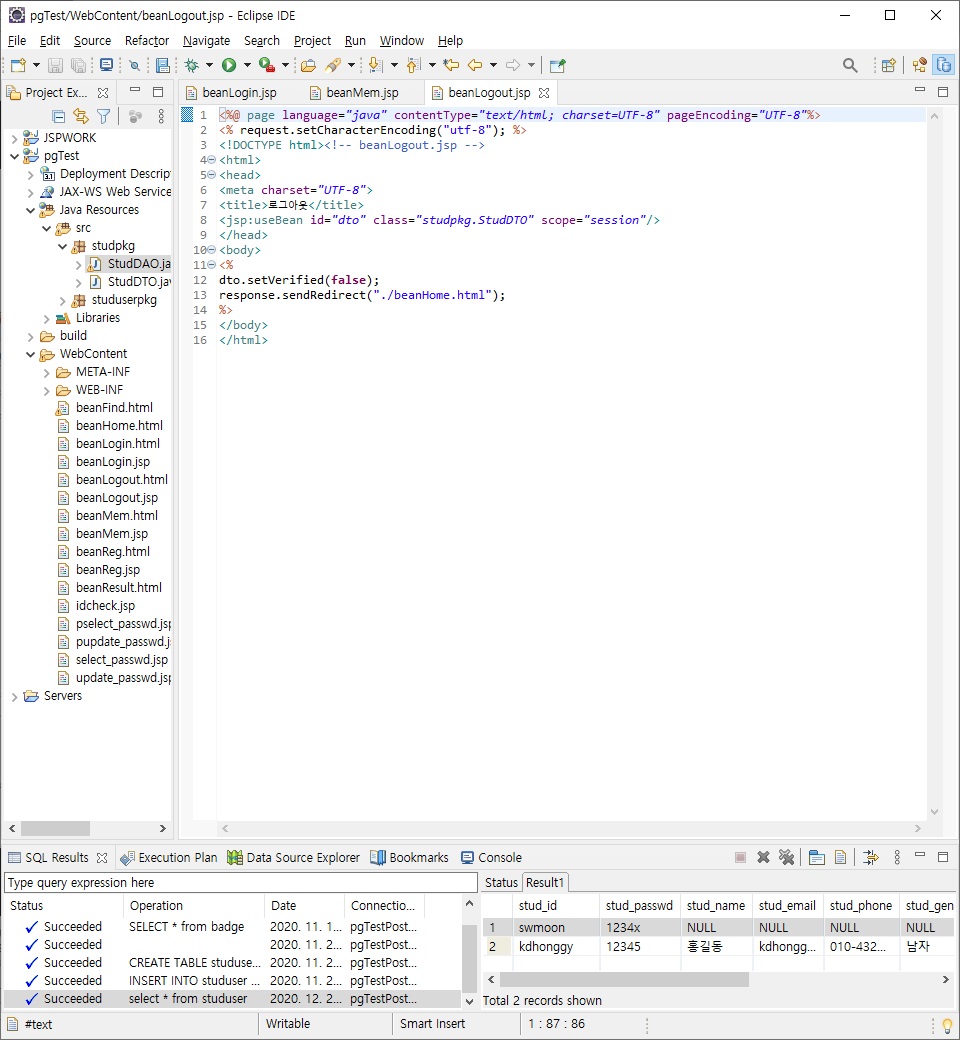 pgTest/WebContent/beanLogout.jsp - Eclipse IDE
File Edit Source Refactor Navigate Search Project Run Window Help
Project Ex...
beanLogin.jsp beanMem.jsp beanLogout.jsp
JSPWORK
pgTest
Deployment Descrip
JAX-WS Web Service
Java Resources
src
studpkg
StudDAO.ja
StudDTO.jav
studuserpkg
Libraries
build
WebContent
META-INF
WEB-INF
beanFind.html
beanHome.html
beanLogin.html
beanLogin.jsp
beanLogout.html
beanLogout.jsp
beanMem.html
beanMem.jsp
beanReg.html
beanReg.jsp
beanResult.html
idcheck.jsp
pselect_passwd.jsp
pupdate_passwd.j
select_passwd.jsp
update_passwd.jsp
Servers
1 <%@ page language="java" contentType="text/html; charset=UTF-8" pageEncoding="UTF-8"%>
2 <% request.setCharacterEncoding("utf-8"); %>
3 <!DOCTYPE html><!-- beanLogout.jsp -->
4 <html>
5 <head>
6 <meta charset="UTF-8">
7 <title>로그아웃</title>
8 <jsp:useBean id="dto" class="studpkg.StudDTO" scope="session"/>
9 </head>
10 <body>
11 <%
12 dto.setVerified(false);
13 response.sendRedirect("./beanHome.html");
14 %>
15 </body>
16 </html>
SQL Results Execution Plan Data Source Explorer Bookmarks Console
Type query expression here
Status Operation Date Connectio...
Succeeded SELECT * from badge 2020. 11. 1... pgTestPost...
Succeeded 2020. 11. 2... pgTestPost...
Succeeded CREATE TABLE studuse... 2020. 11. 2... pgTestPost...
Succeeded INSERT INTO studuser ... 2020. 11. 2... pgTestPost...
Succeeded select * from studuser 2020. 12. 2... pgTestPost...
Status Result1
stud_id stud_passwd stud_name stud_email stud_phone stud_gen
1 swmoon 1234x NULL NULL NULL NULL
2 kdhonggy 12345 홍길동 kdhongg... 010-432... 남자
Total 2 records shown
#text Writable Smart Insert 1 : 87 : 86